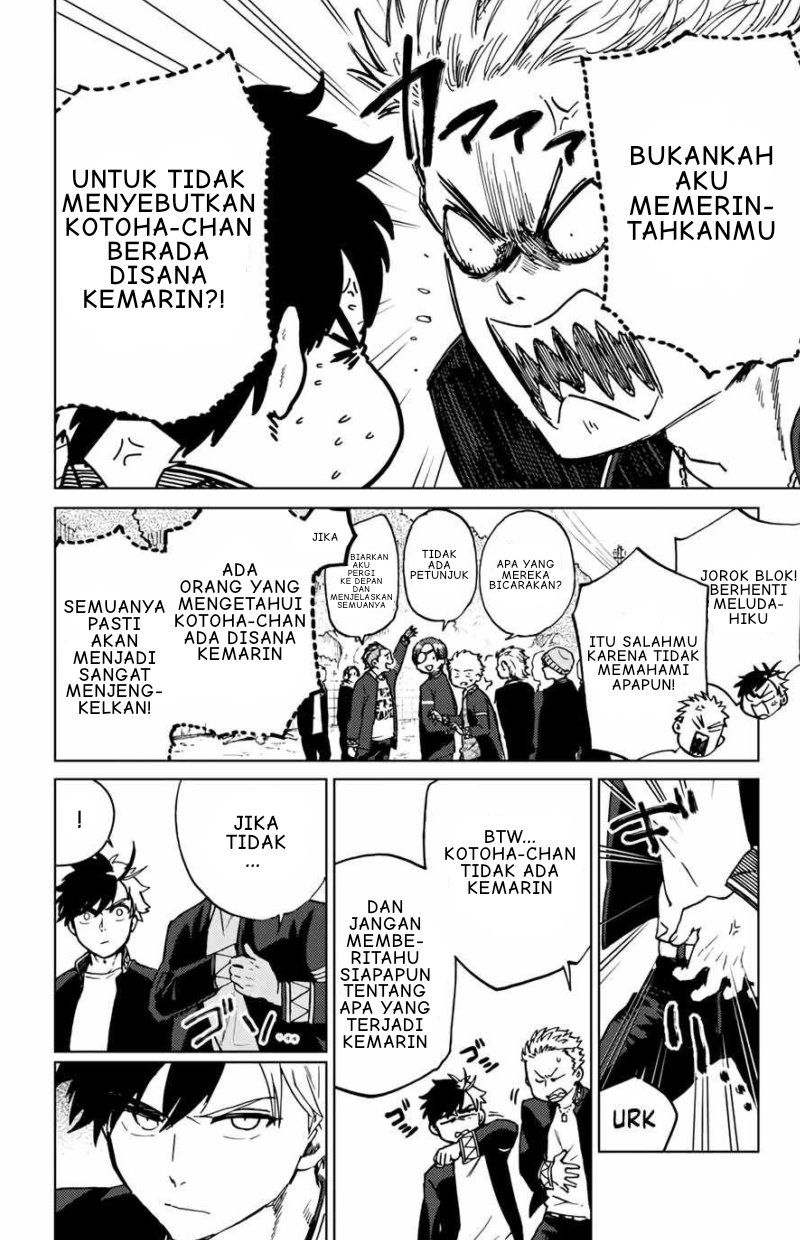 BUKANKAH
AKU
MEMERIN-
TAHKANMU
UNTUK TIDAK
MENYEBUTKAN
KOTOHA-CHAN
BERADA
DISANA
KEMARIN?!
JOROK BLOK!
BERHENTI
MELUDA-
HIKU
ITU SALAHMU
KARENA TIDAK
MEMAHAMI
APAPUN!
APA YANG
MEREKA
BICARAKAN?
TIDAK
ADA
PETUNJUK
BIARKAN
AKU
PERGI
KE DEPAN
DAN
MENJELASKAN
SEMUANYA
JIKA
ADA
ORANG YANG
MENGETAHUI
KOTOHA-CHAN
ADA DISANA
KEMARIN
SEMUANYA
PASTI
AKAN
MENJADI
SANGAT
MENJENG-
KELKAN!
URK
BTW...
KOTOHA-CHAN
TIDAK ADA
KEMARIN
DAN
JANGAN
MEMBE-
RITAHU
SIAPAPUN
TENTANG
APA YANG
TERJADI
KEMARIN
JIKA
TIDAK
...
!